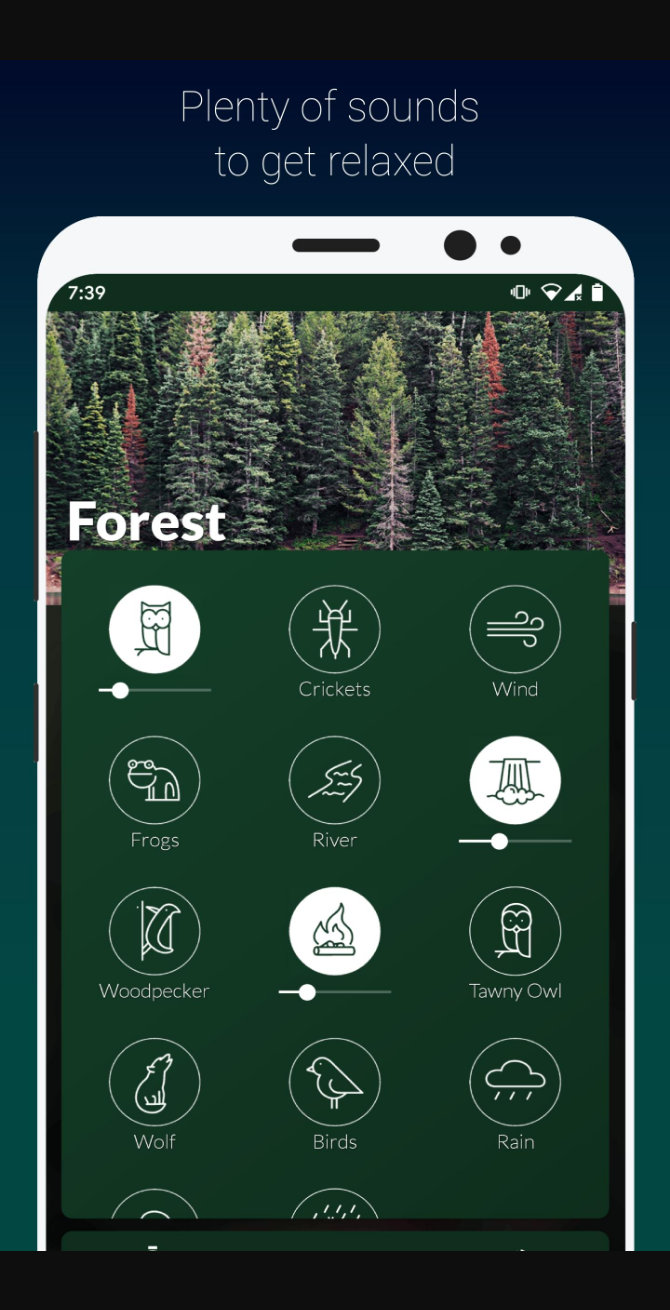 Plenty of sounds
to get relaxed
7:39
Forest
Crickets
Wind
Frogs
River
Woodpecker
Tawny Owl
Wolf
Birds
Rain